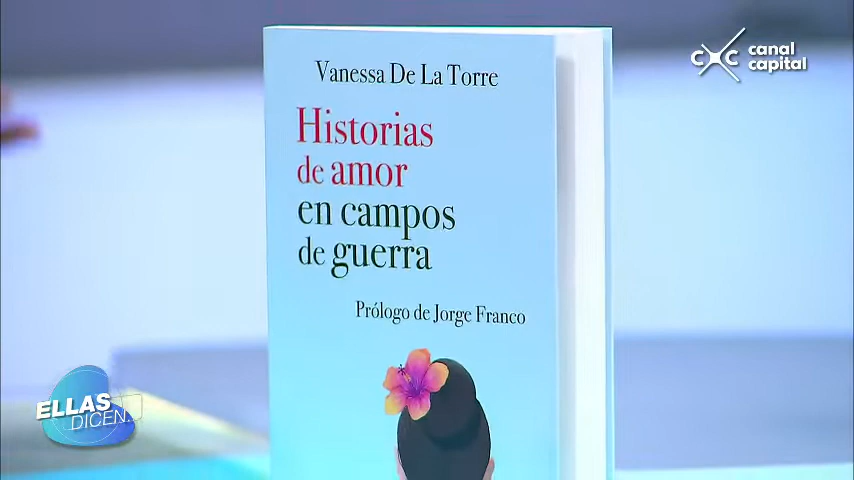 Vanessa De La Torre
Historias
de amor
en campos
de guerra
Prólogo de Jorge Franco
cxc canal
capital
ELLAS
DICEN.